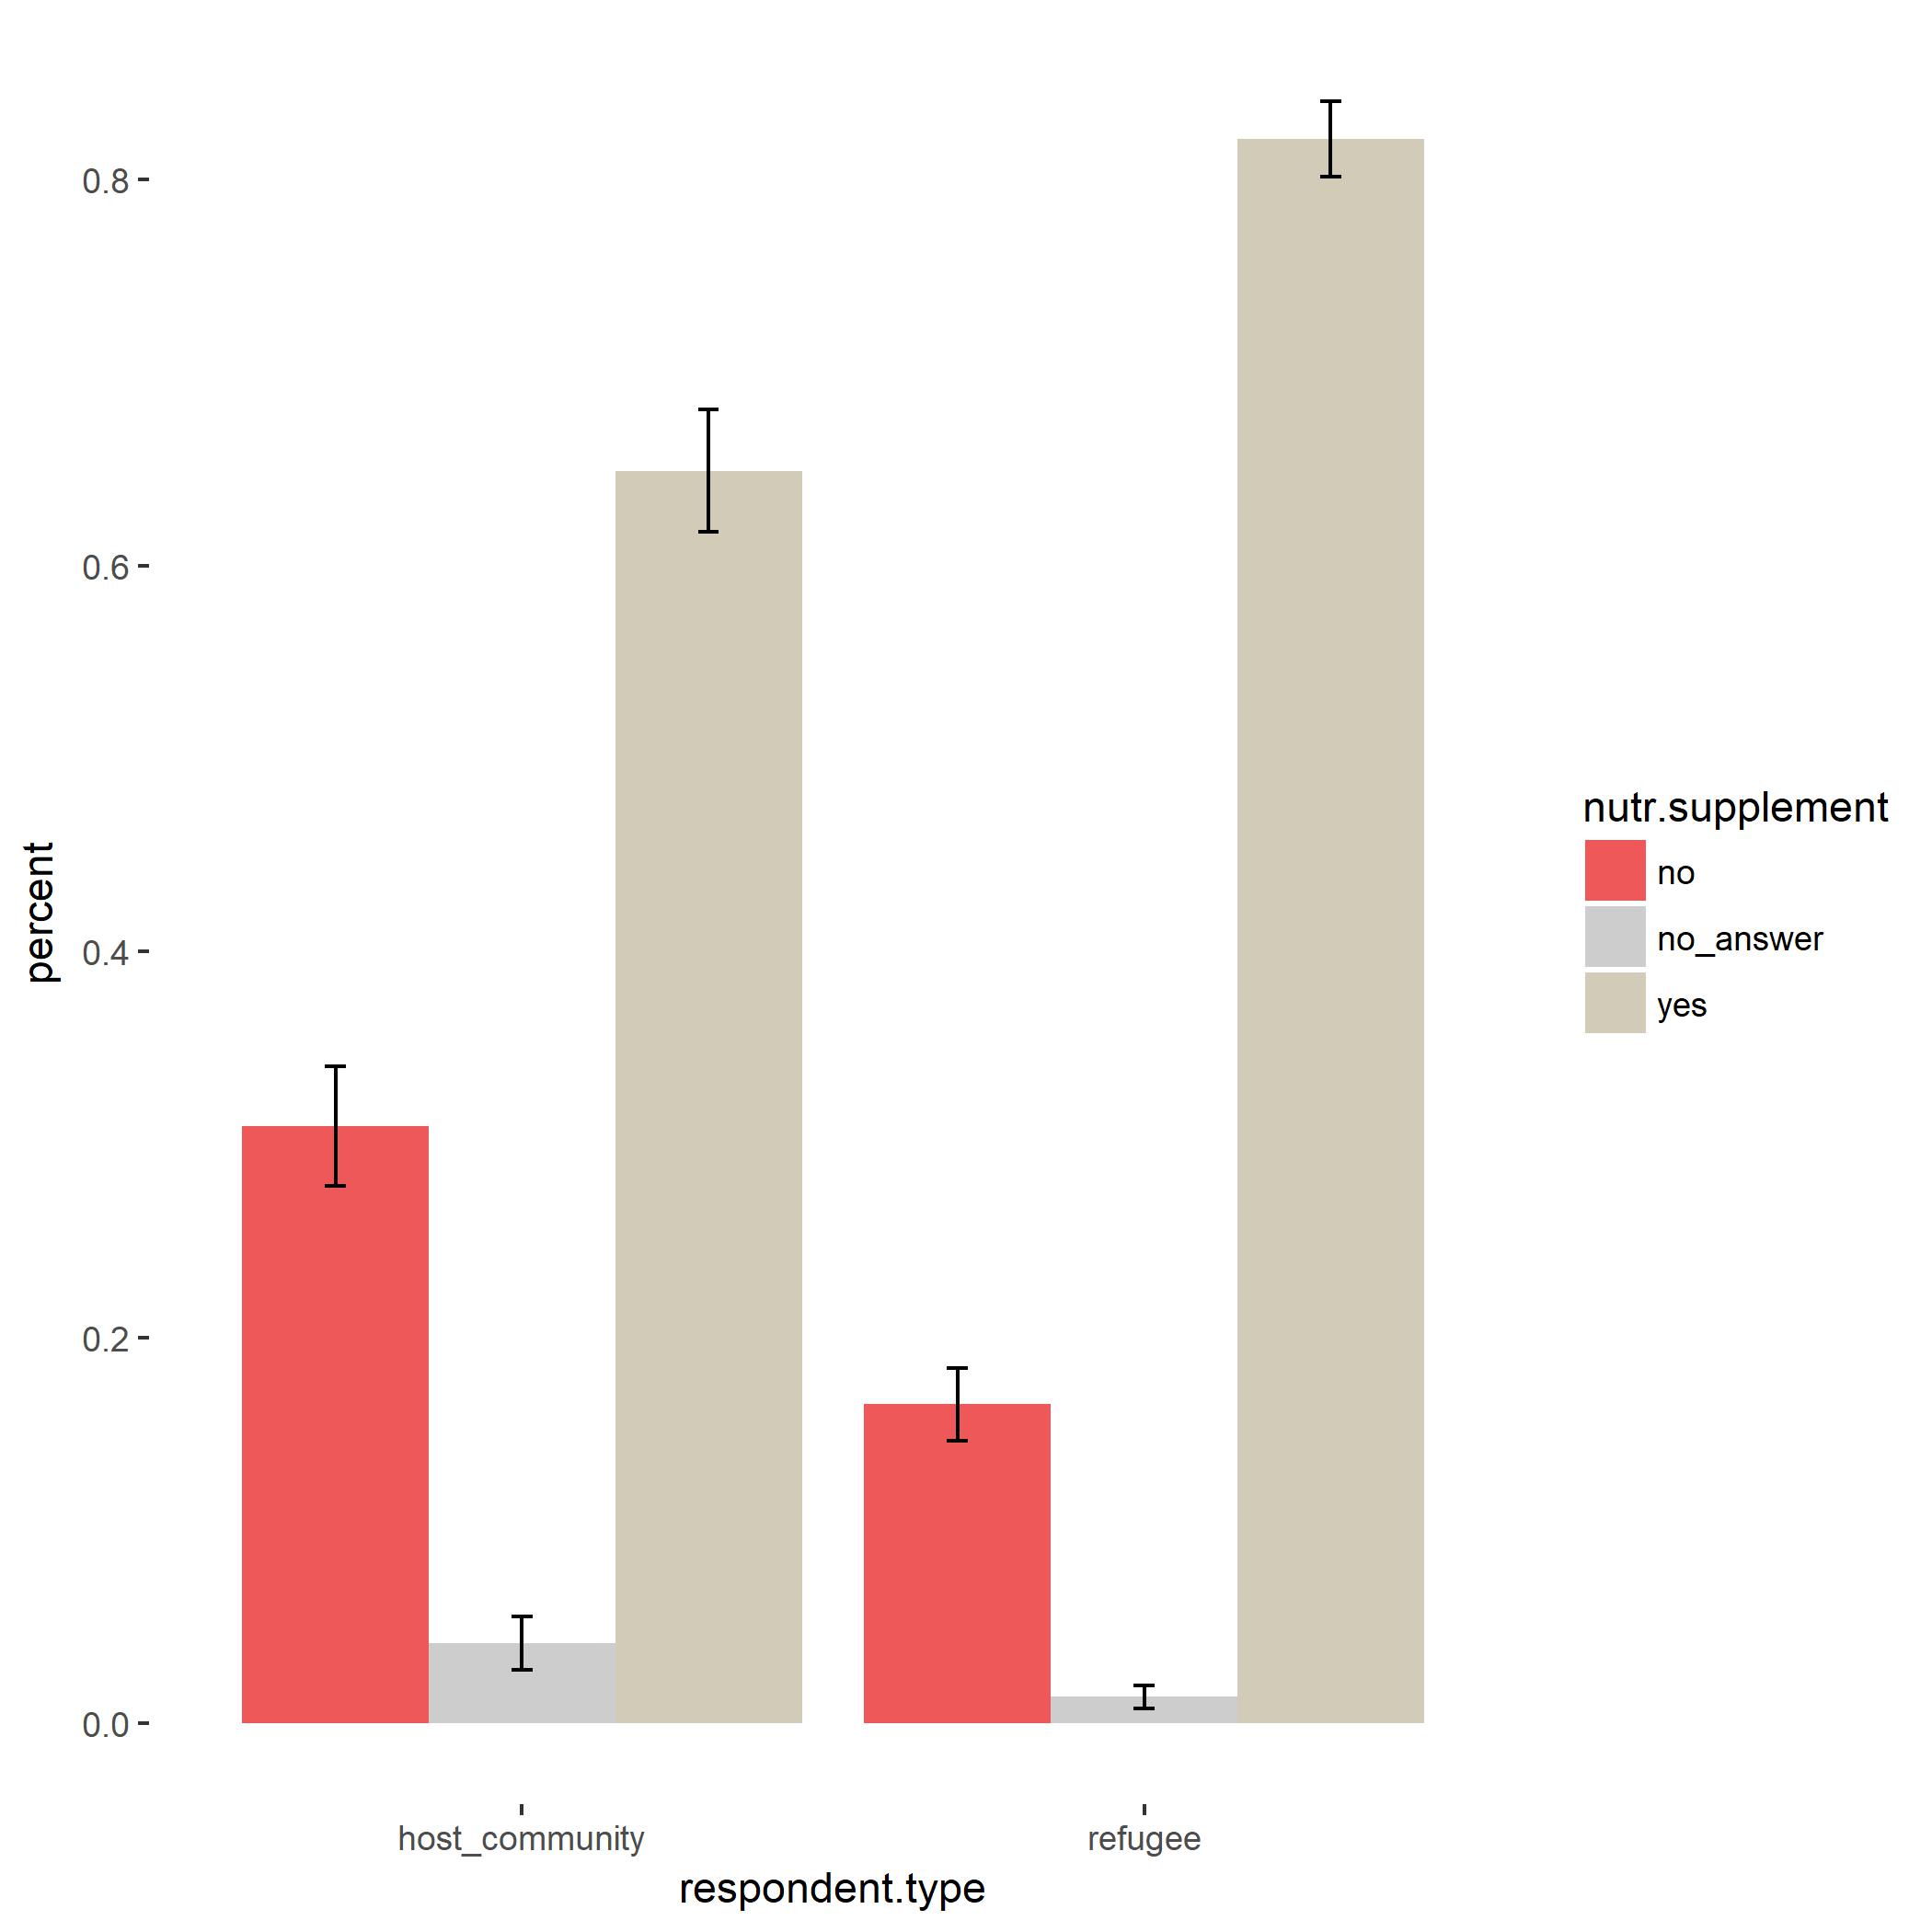 percent
0.8
0.6
0.4
0.2
0.0
host_community
refugee
respondent.type
nutr.supplement
no
no_answer
yes